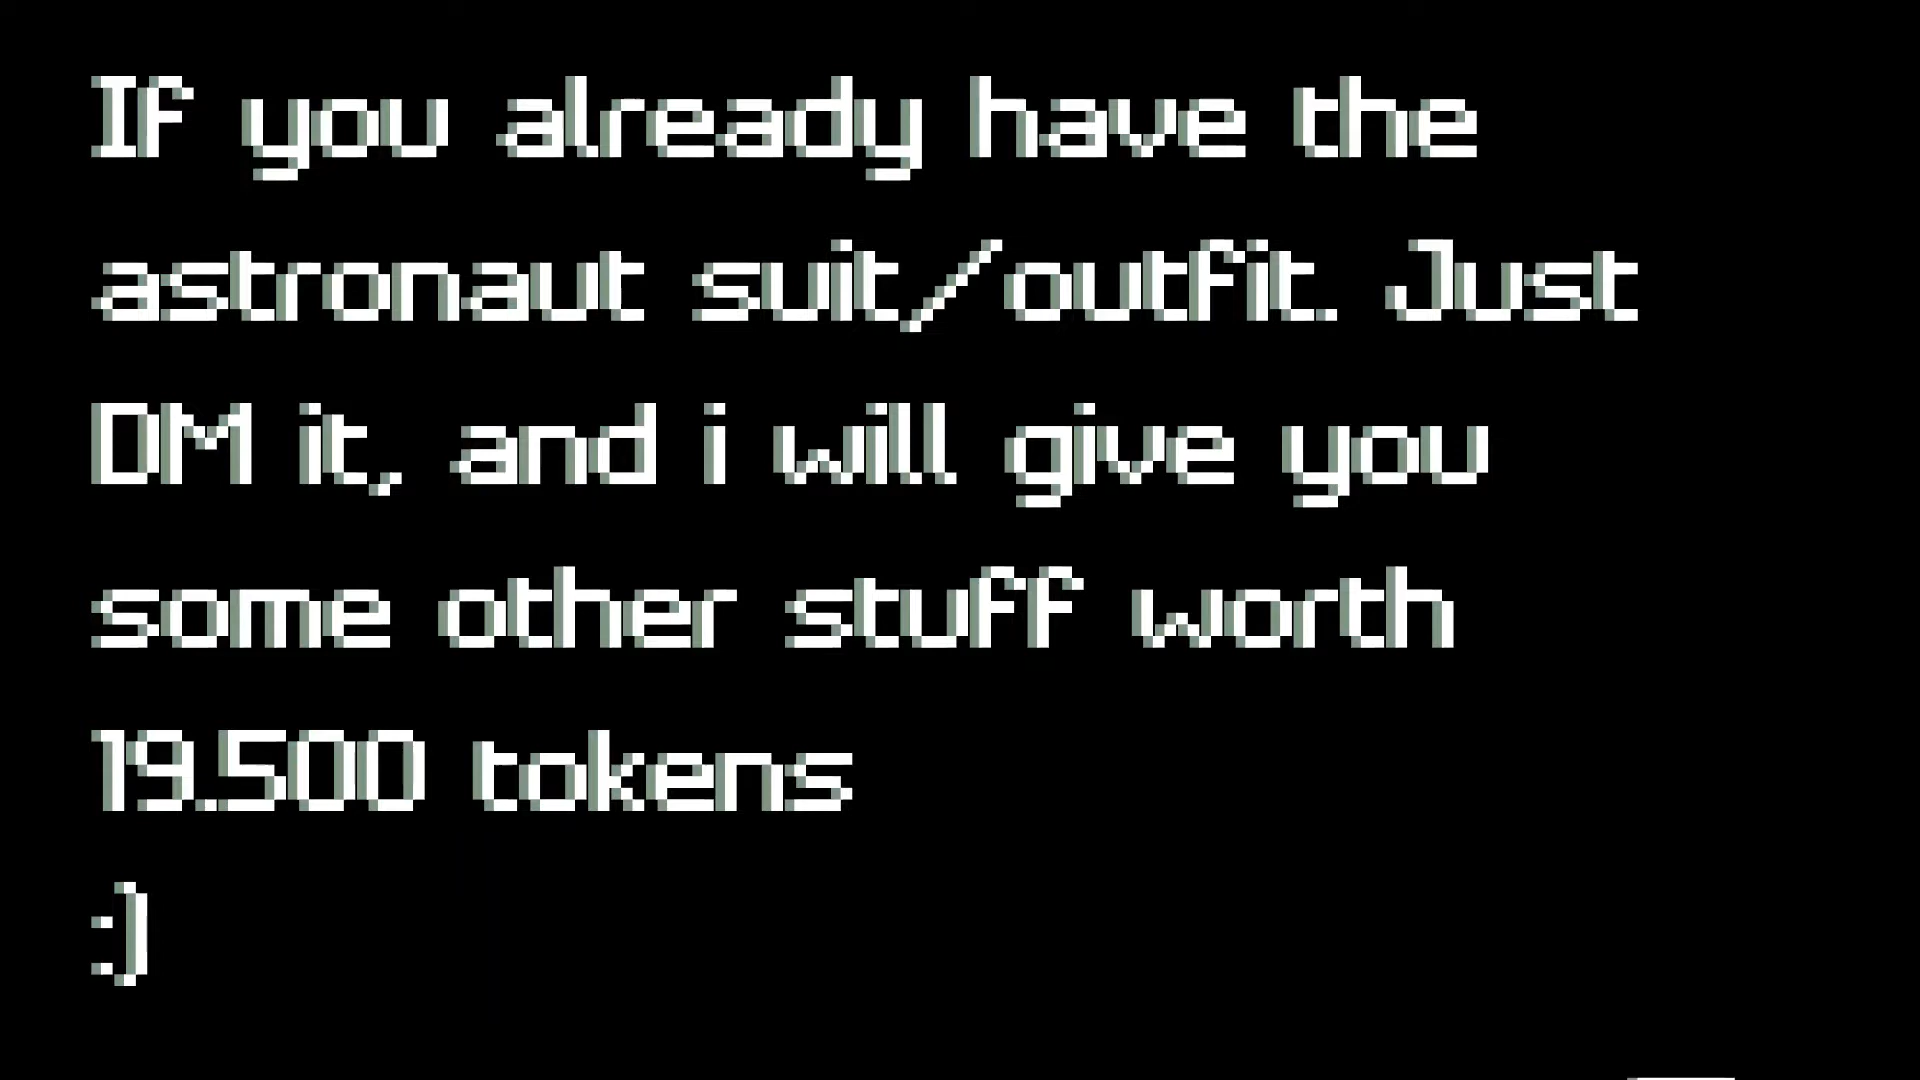 If you already have the
astronaut suit/outfit. Just
DM it, and i will give you
some other stuff worth
19.500 tokens
:)